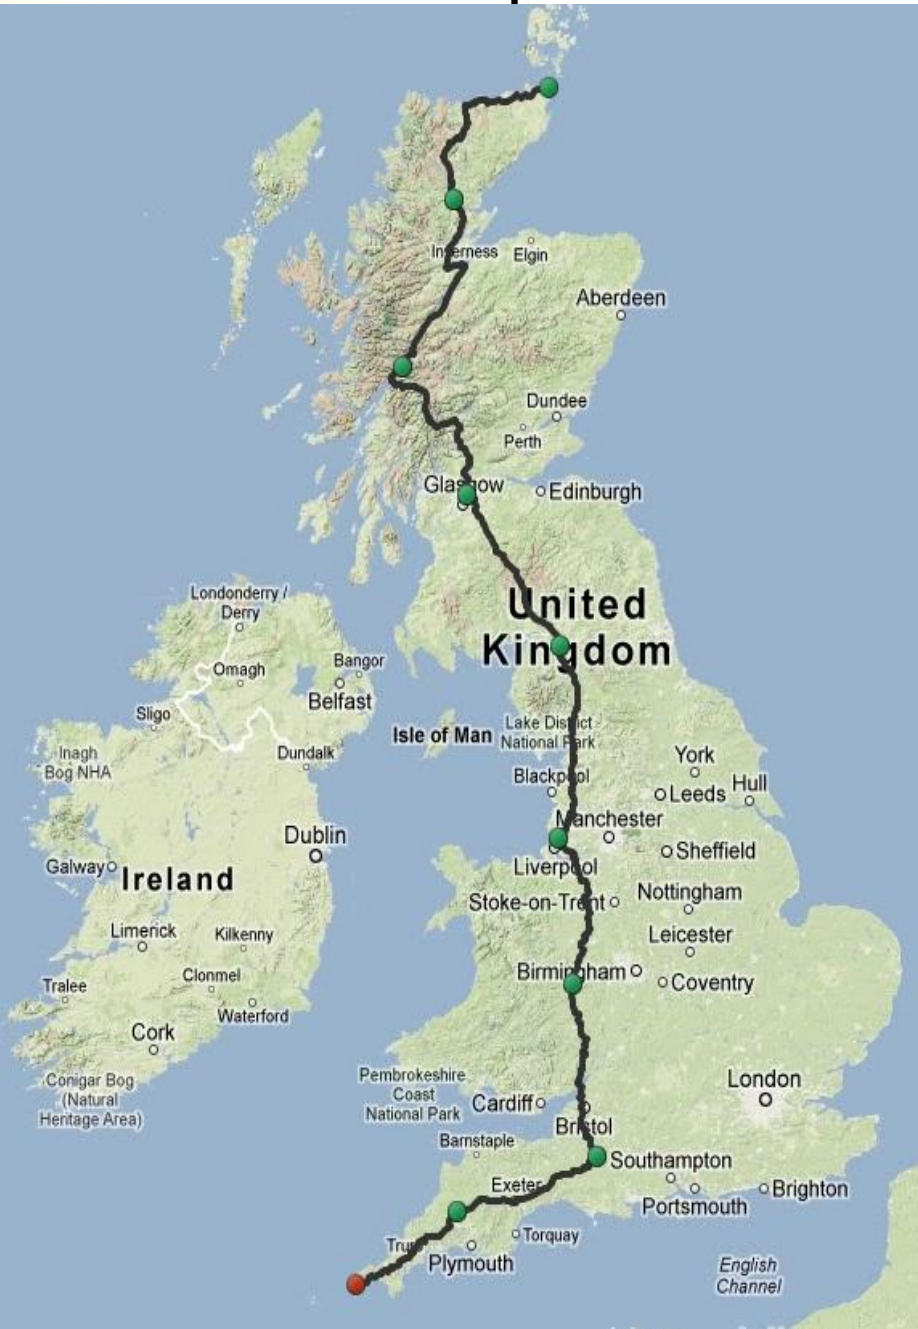 Inverness
Elgin
Aberdeen
Dundee
Perth
Glasgow
Edinburgh
Londonderry /
Derry
United
Kingdom
Omagh
Bangor
Belfast
Sligo
Isle of Man
Lake District
National Park
Inagh
Bog NHA
Dundalk
York
Blackpool
Leeds
Hull
Manchester
Dublin
Sheffield
Galway
Ireland
Liverpool
Stoke-on-Trent
Nottingham
Limerick
Kilkenny
Leicester
Birmingham
Coventry
Clonmel
Tralee
Waterford
Cork
Pembrokeshire
Coast
National Park
London
Conigar Bog
(Natural
Heritage Area)
Cardiff
Bristol
Barnstaple
Southampton
Exeter
Brighton
Portsmouth
Torquay
Plymouth
English
Channel